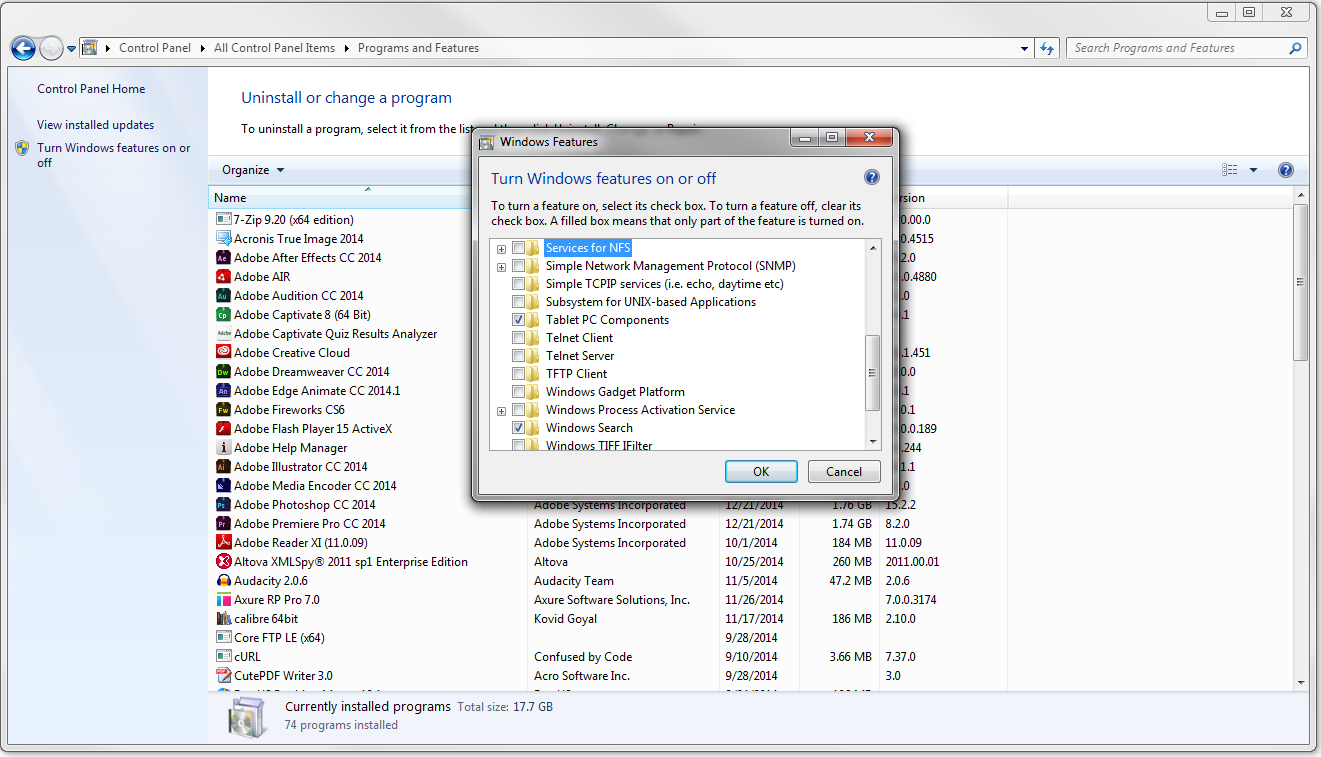 Control Panel
All Control Panel Items
Programs and Features
Search Programs and Features
Control Panel Home
View installed updates
Turn Windows features on or
off
Uninstall or change a program
To uninstall a program, select it from the list
Organize
Name
7-Zip 9.20 (x64 edition)
Acronis True Image 2014
Adobe After Effects CC 2014
Adobe AIR
Adobe Audition CC 2014
Adobe Captivate 8 (64 Bit)
Adobe Captivate Quiz Results Analyzer
Adobe Creative Cloud
Adobe Dreamweaver CC 2014
Adobe Edge Animate CC 2014.1
Adobe Fireworks CS6
Adobe Flash Player 15 ActiveX
Adobe Help Manager
Adobe Illustrator CC 2014
Adobe Media Encoder CC 2014
Adobe Photoshop CC 2014 Adobe Systems Incorporated 12/21/2014 1.76 GB 15.2.2
Adobe Premiere Pro CC 2014 Adobe Systems Incorporated 12/21/2014 1.74 GB 8.2.0
Adobe Reader XI (11.0.09) Adobe Systems Incorporated 10/1/2014 184 MB 11.0.09
Altova XMLSpy® 2011 sp1 Enterprise Edition Altova 10/25/2014 260 MB 2011.00.01
Audacity 2.0.6 Audacity Team 11/5/2014 47.2 MB 2.0.6
Axure RP Pro 7.0 Axure Software Solutions, Inc. 11/26/2014 7.0.0.3174
calibre 64bit Kovid Goyal 11/17/2014 186 MB 2.10.0
Core FTP LE (x64) 9/28/2014
cURL Confused by Code 9/10/2014 3.66 MB 7.37.0
CutePDF Writer 3.0 Acro Software Inc. 9/28/2014 3.0
Currently installed programs Total size: 17.7 GB
74 programs installed
Windows Features
Turn Windows features on or off
To turn a feature on, select its check box. To turn a feature off, clear its
check box. A filled box means that only part of the feature is turned on.
Services for NFS
Simple Network Management Protocol (SNMP)
Simple TCPIP services (i.e. echo, daytime etc)
Subsystem for UNIX-based Applications
Tablet PC Components
Telnet Client
Telnet Server
TFTP Client
Windows Gadget Platform
Windows Process Activation Service
Windows Search
Windows TIFF IFilter
OK
Cancel